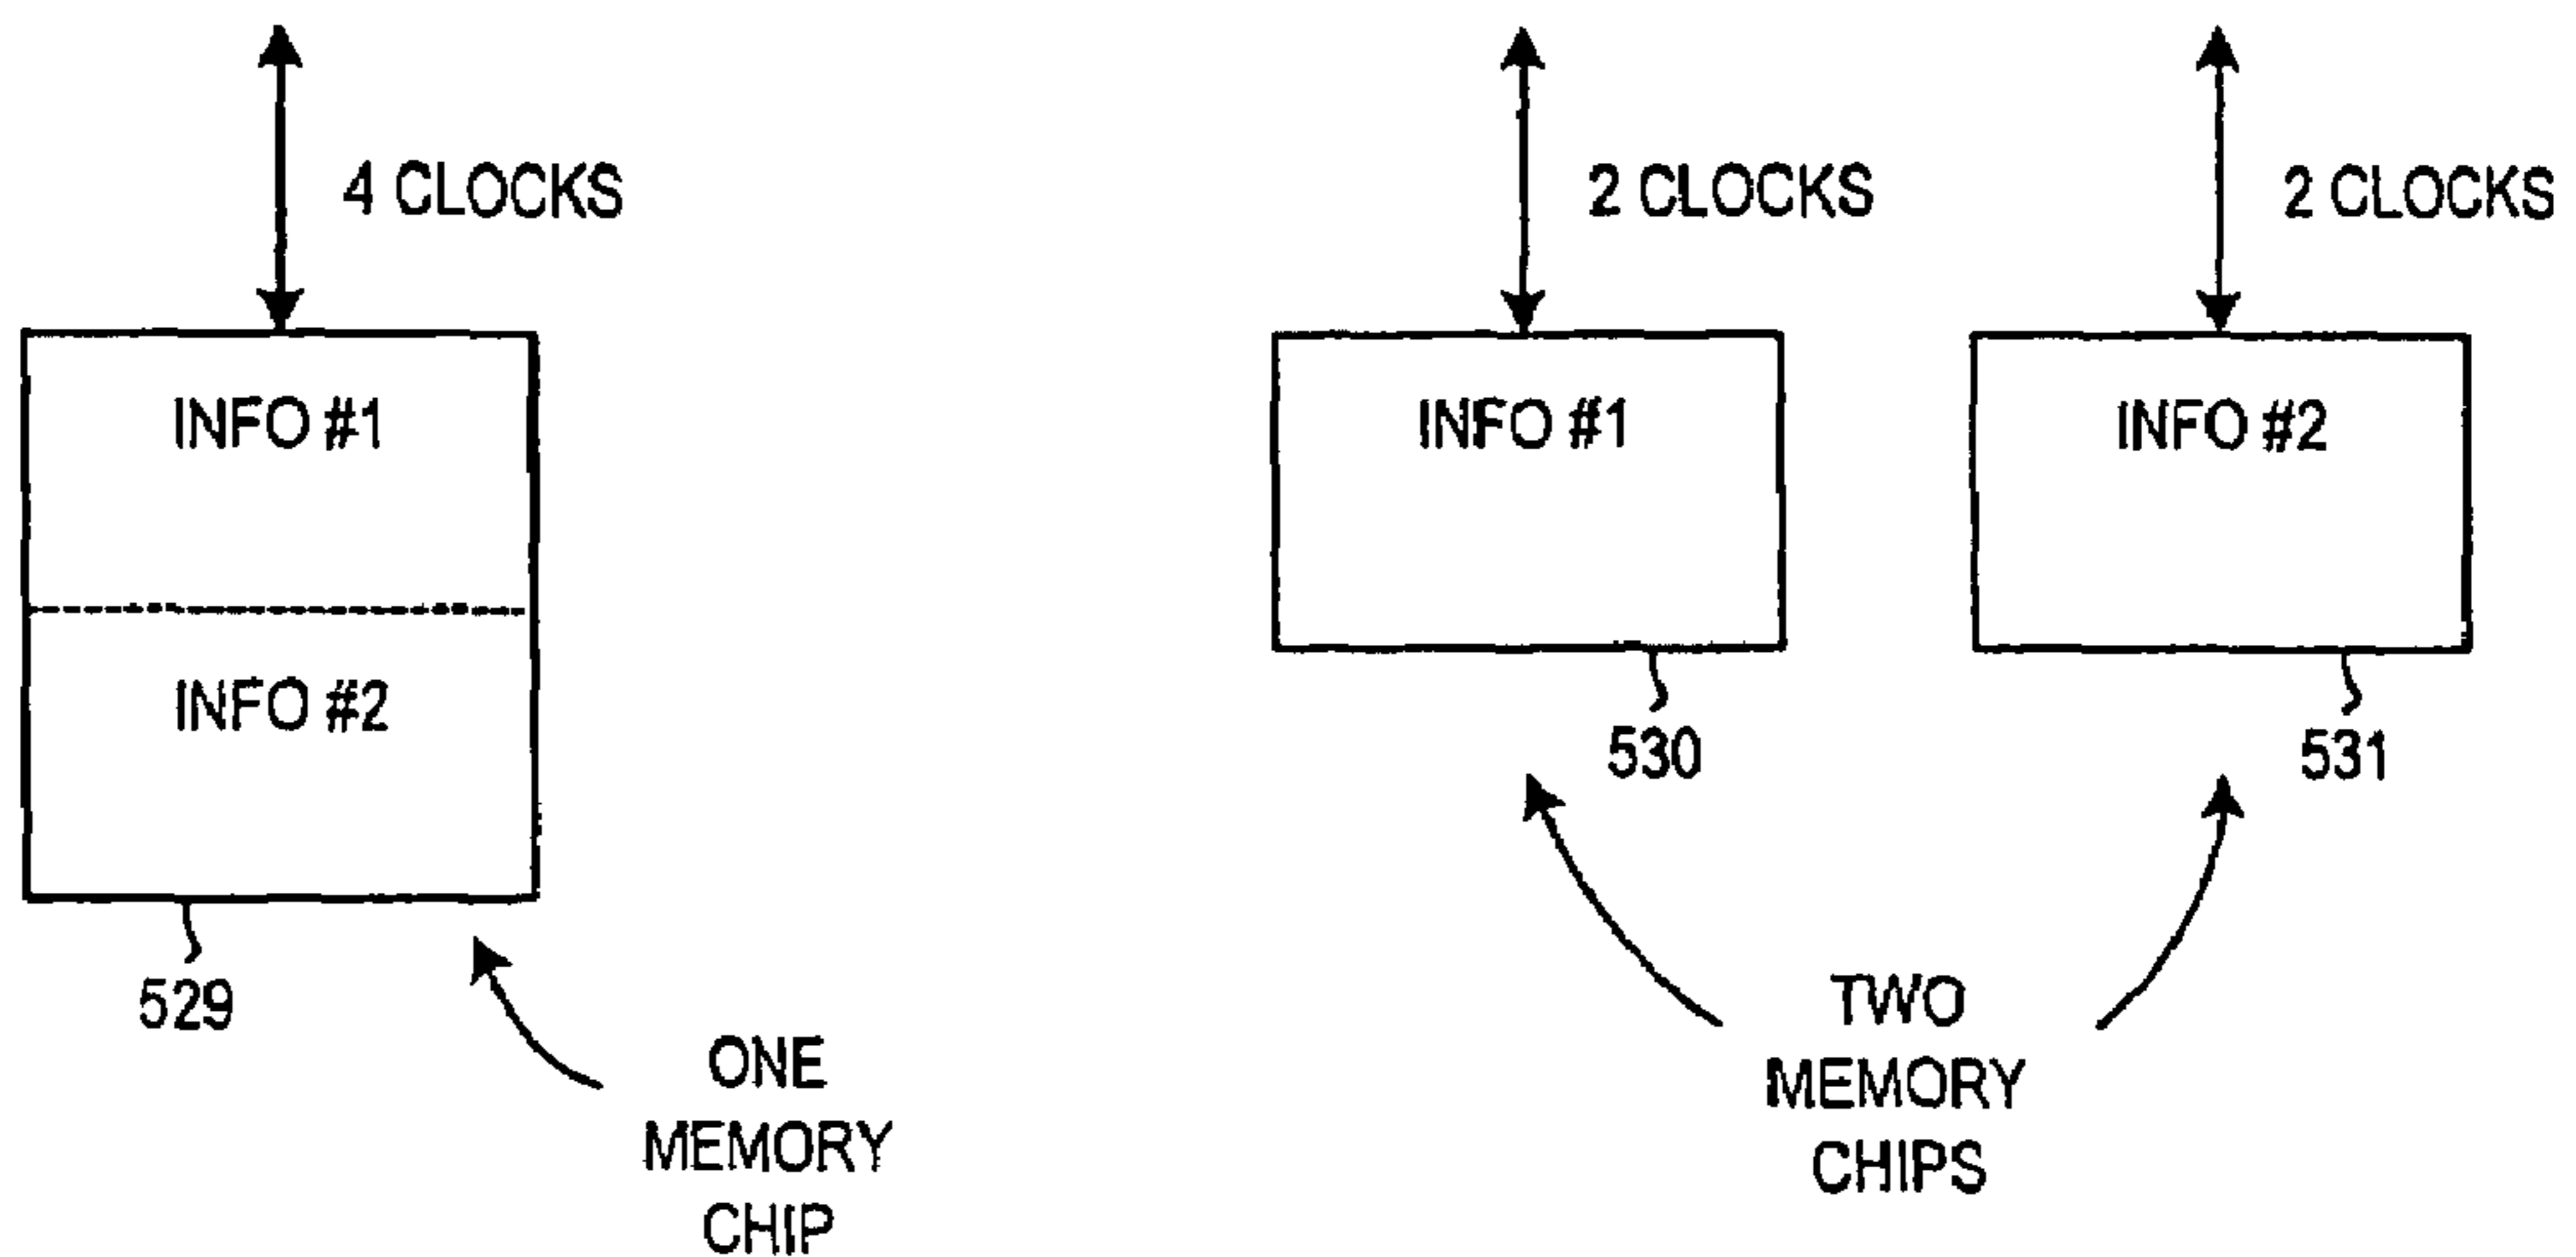 4 CLOCKS
INFO #1
INFO #2
529
ONE
MEMORY
CHIP
2 CLOCKS
2 CLOCKS
INFO #1
INFO #2
530
531
TWO
MEMORY
CHIPS